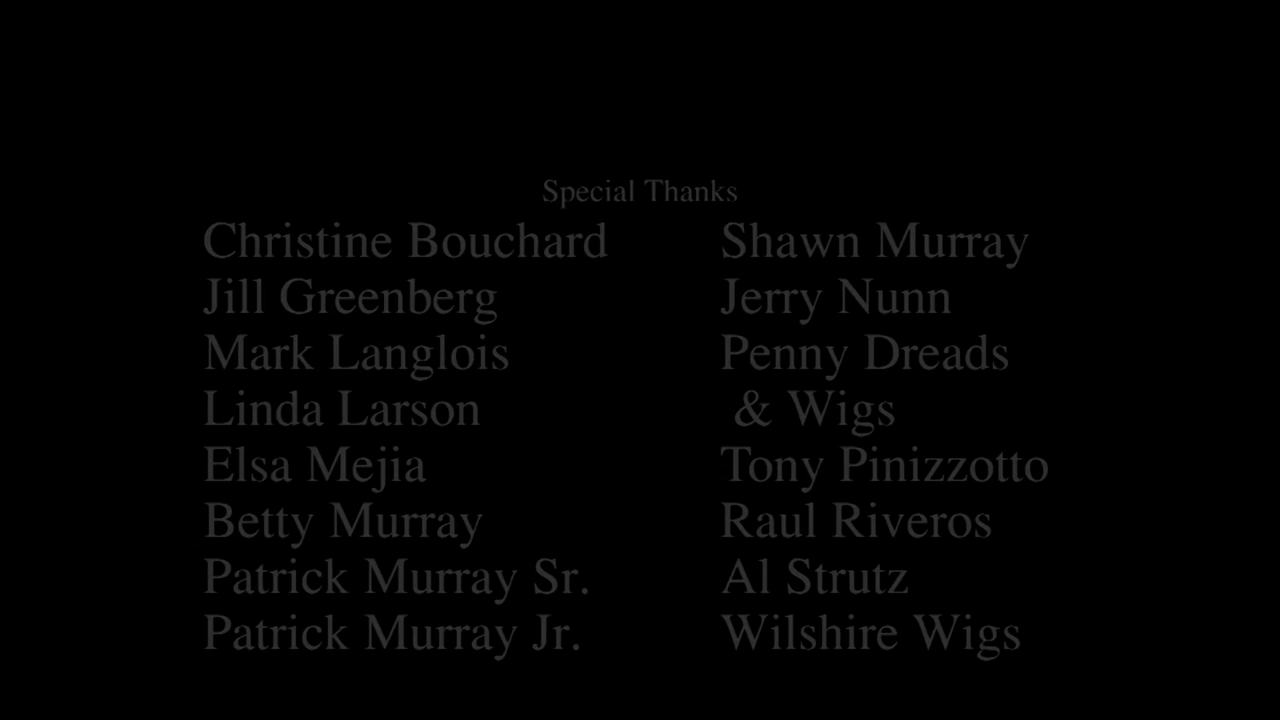 Special Thanks
Christine Bouchard
Jill Greenberg
Mark Langlois
Linda Larson
Elsa Mejia
Betty Murray
Patrick Murray Sr.
Patrick Murray Jr.
Shawn Murray
Jerry Nunn
Penny Dreads
& Wigs
Tony Pinizzotto
Raul Riveros
Al Strutz
Wilshire Wigs